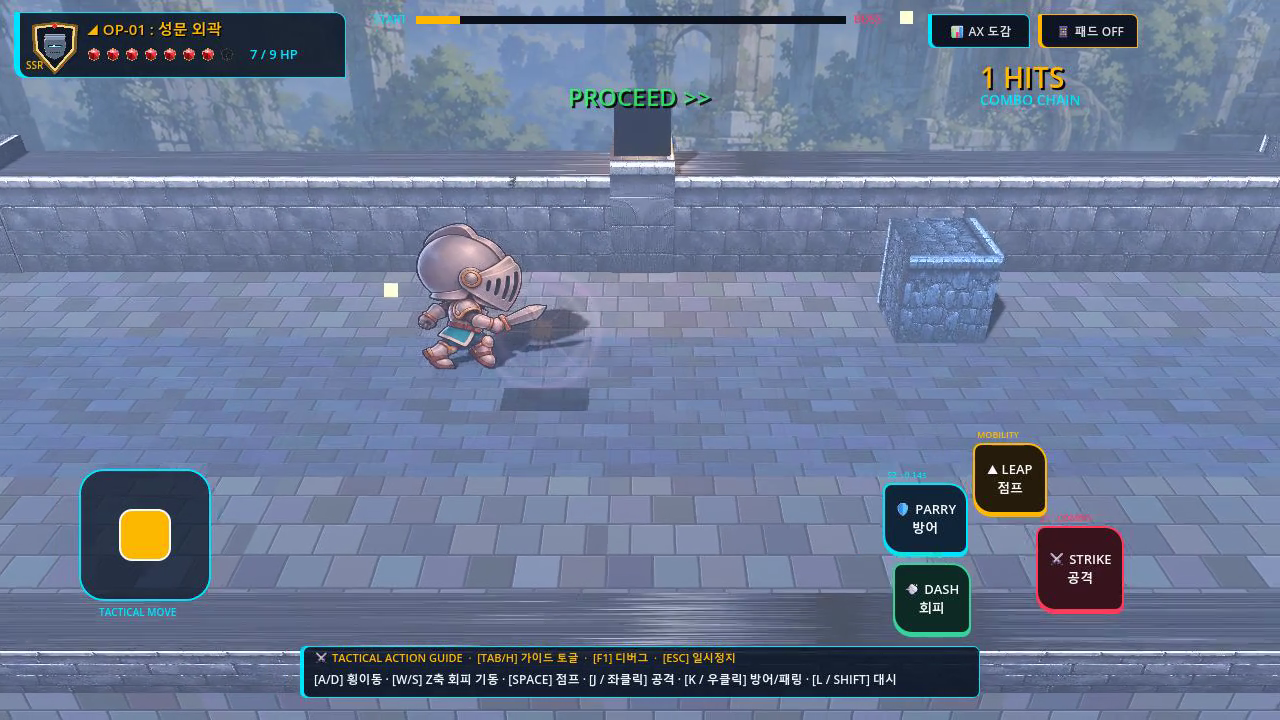 ◢ OP-01 : 성문 외곽
7 / 9 HP
SSR
START
BOSS
📊 AX 도감
패드 OFF
1 HITS
COMBO CHAIN
PROCEED >>
MOBILITY
▲ LEAP
점프
🛡 PARRY
방어
⚔ STRIKE
공격
DASH
회피
TACTICAL MOVE
⚔ TACTICAL ACTION GUIDE · [TAB/H] 가이드 토글 · [F1] 디버그 · [ESC] 일시정지
[A/D] 횡이동 · [W/S] Z축 회피 기동 · [SPACE] 점프 · [J / 좌클릭] 공격 · [K / 우클릭] 방어/패링 · [L / SHIFT] 대시